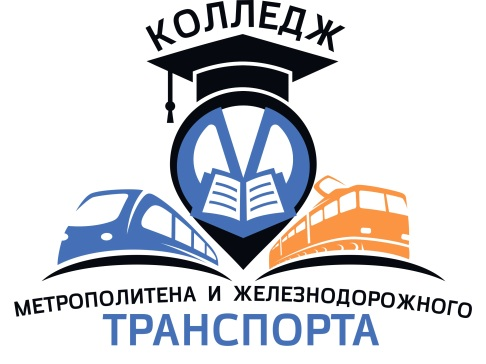 КОЛЛЕДЖ
МЕТРОПОЛИТЕНА И ЖЕЛЕЗНОДОРОЖНОГО
ТРАНСПОРТА